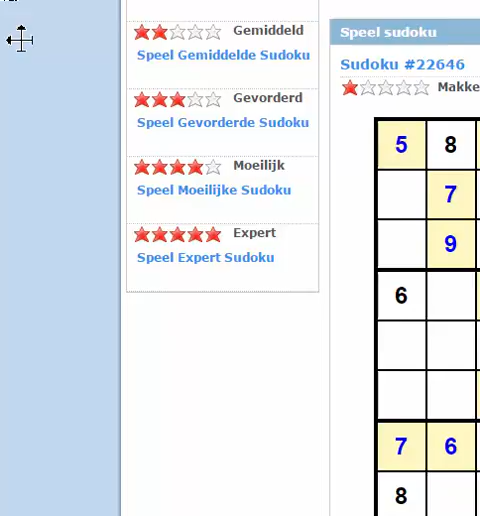 Gemiddeld
Speel Gemiddelde Sudoku
Gevorderd
Speel Gevorderde Sudoku
Moeilijk
Speel Moeilijke Sudoku
Expert
Speel Expert Sudoku
Speel sudoku
Sudoku #22646
Makke
5 8
7
9
6
7 6
8